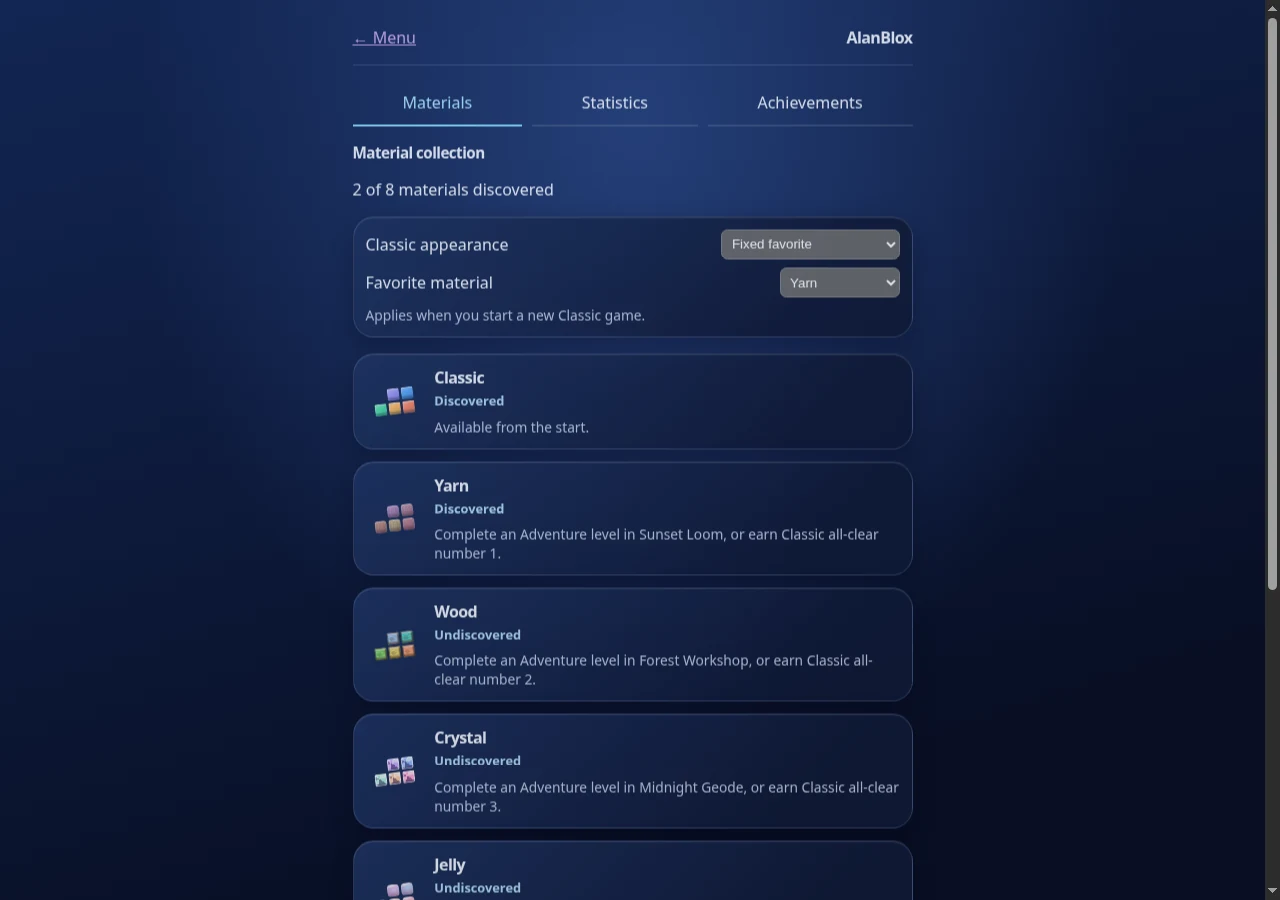 ← Menu
AlanBlox
Materials
Statistics
Achievements
Material collection
2 of 8 materials discovered
Classic appearance
Fixed favorite
Favorite material
Yarn
Applies when you start a new Classic game.
Classic
Discovered
Available from the start.
Yarn
Discovered
Complete an Adventure level in Sunset Loom, or earn Classic all-clear
number 1.
Wood
Undiscovered
Complete an Adventure level in Forest Workshop, or earn Classic all-
clear number 2.
Crystal
Undiscovered
Complete an Adventure level in Midnight Geode, or earn Classic all-clear
number 3.
Jelly
Undiscovered